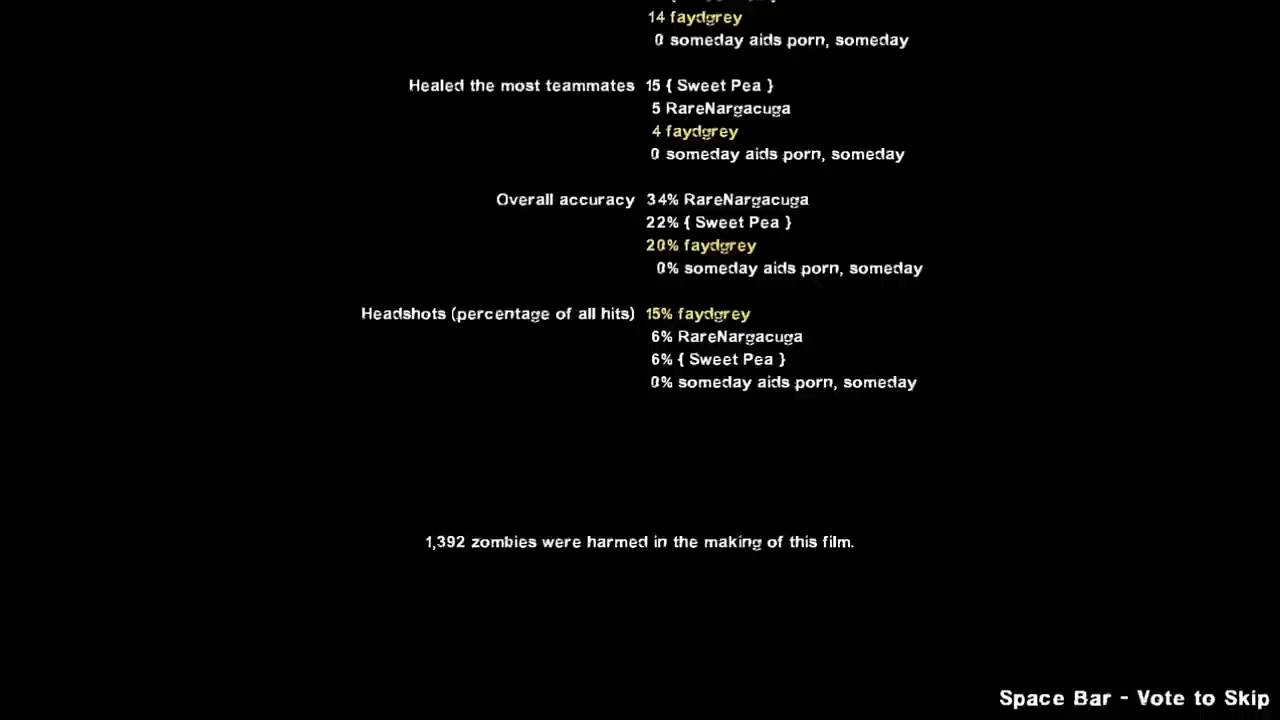 14 faydgrey
0 someday aids porn, someday
Healed the most teammates 15 { Sweet Pea }
5 RareNargacuga
4 faydgrey
0 someday aids porn, someday
Overall accuracy 34% RareNargacuga
22% { Sweet Pea }
20% faydgrey
0% someday aids porn, someday
Headshots (percentage of all hits) 15% faydgrey
6% RareNargacuga
6% { Sweet Pea }
0% someday aids porn, someday
1,392 zombies were harmed in the making of this film.
Space Bar - Vote to Skip